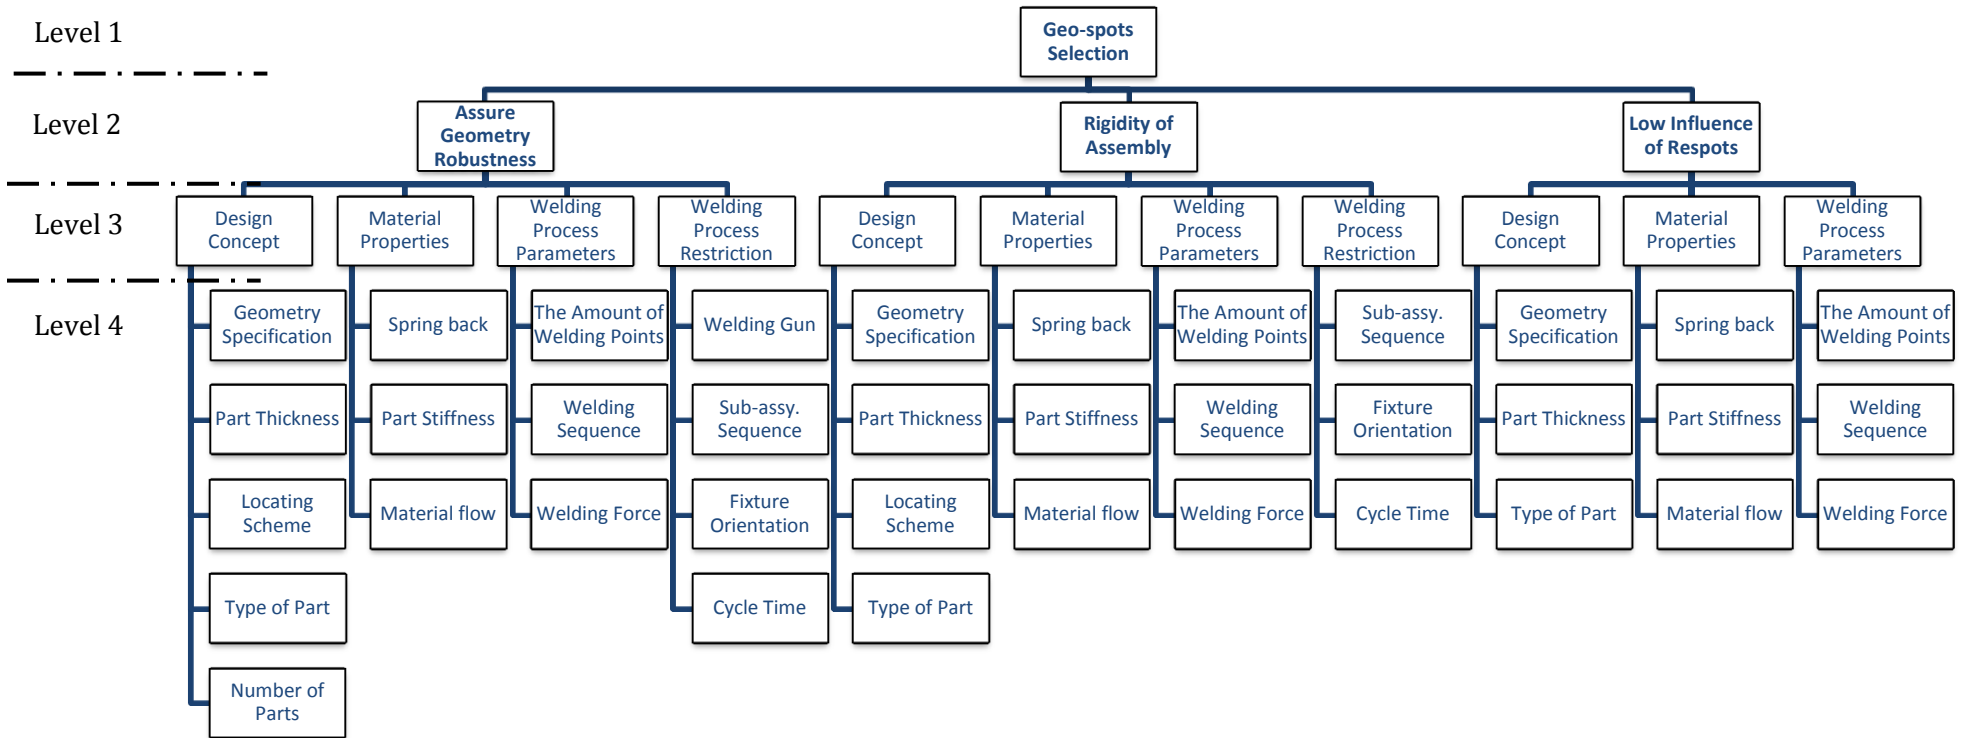 Level 1
Geo-spots
Selection
Level 2
Assure
Geometry
Robustness
Rigidity of
Assembly
Low Influence
of Respots
Level 3
Design
Concept
Material
Properties
Welding
Process
Parameters
Welding
Process
Restriction
Design
Concept
Material
Properties
Welding
Process
Parameters
Welding
Process
Restriction
Design
Concept
Material
Properties
Welding
Process
Parameters
Level 4
Geometry
Specification
Spring back
The Amount of
Welding Points
Welding Gun
Geometry
Specification
Spring back
The Amount of
Welding Points
Sub-assy.
Sequence
Geometry
Specification
Spring back
The Amount of
Welding Points
Part Thickness
Part Stiffness
Welding
Sequence
Sub-assy.
Sequence
Part Thickness
Part Stiffness
Welding
Sequence
Fixture
Orientation
Part Thickness
Part Stiffness
Welding
Sequence
Locating
Scheme
Material flow
Welding Force
Fixture
Orientation
Locating
Scheme
Material flow
Welding Force
Cycle Time
Type of Part
Material flow
Welding Force
Type of Part
Cycle Time
Type of Part
Number of
Parts